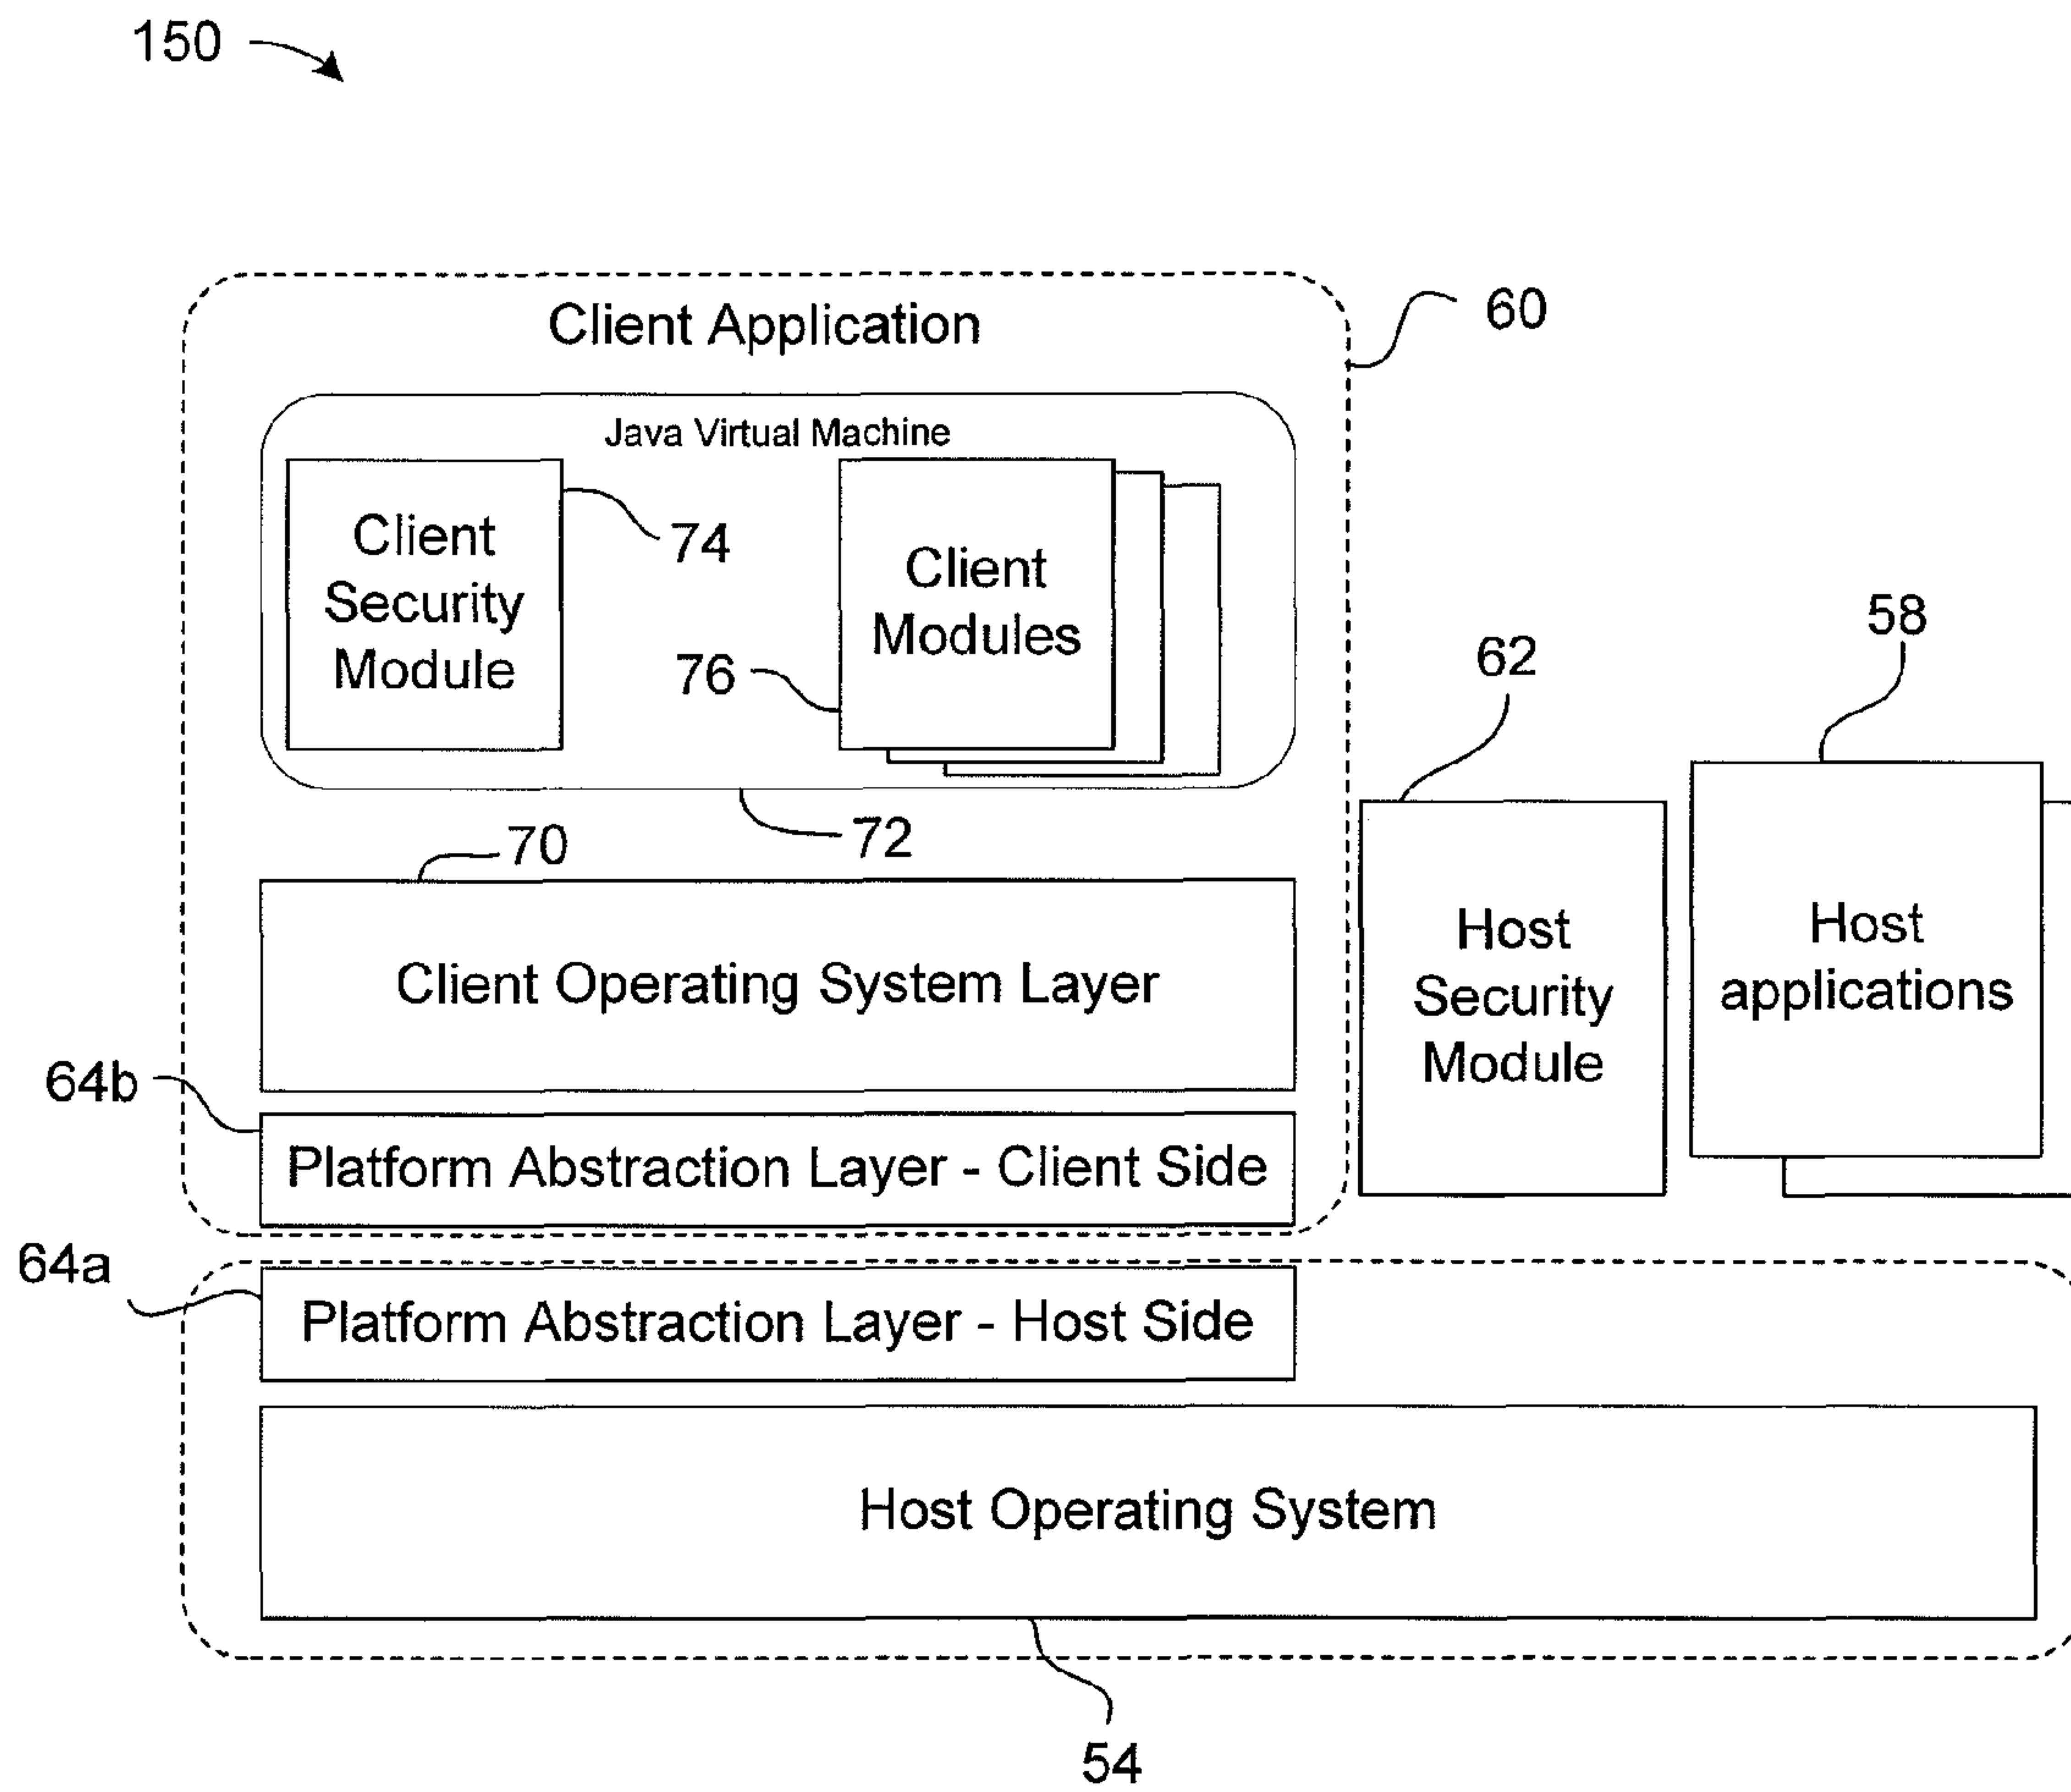 150
Client Application
60
Java Virtual Machine
Client
Security
Module
74
Client
Modules
76
72
70
Client Operating System Layer
62
58
Host
Security
Module
Host
applications
64b
Platform Abstraction Layer - Client Side
64a
Platform Abstraction Layer - Host Side
Host Operating System
54